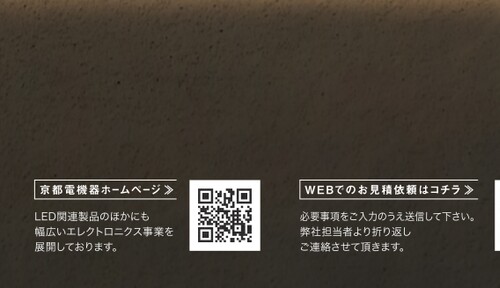 京都電機器ホームページ≫
LED関連製品のほかにも
幅広いエレクトロニクス事業を
展開しております。
WEBでのお見積依頼はコチラ≫
必要事項をご入力のうえ送信して下さい。
弊社担当者より折り返し
ご連絡させて頂きます。